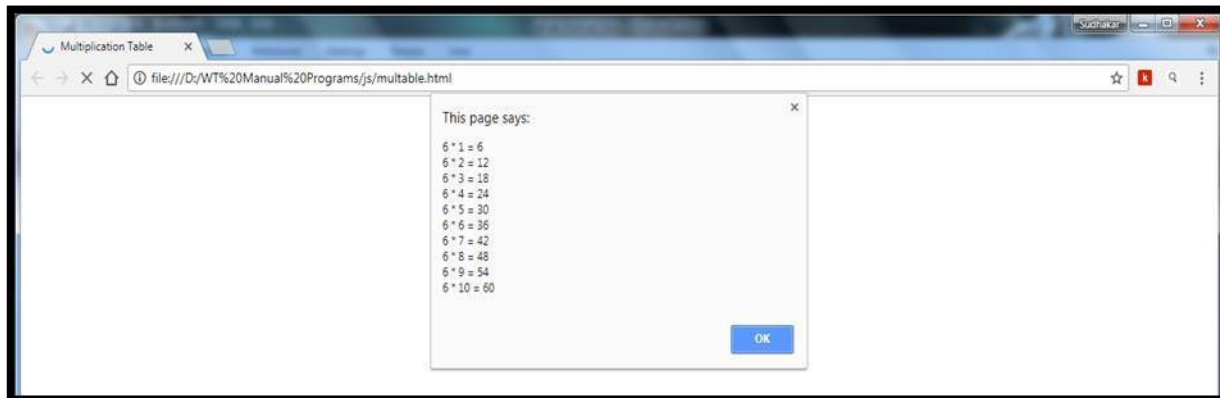 Sudhakar
Multiplication Table
file:///D:/WT%20Manual%20Programs/js/multable.html
k
This page says:
6 * 1 = 6
6 * 2 = 12
6 * 3 = 18
6 * 4 = 24
6 * 5 = 30
6 * 6 = 36
6 * 7 = 42
6 * 8 = 48
6 * 9 = 54
6 * 10 = 60
OK